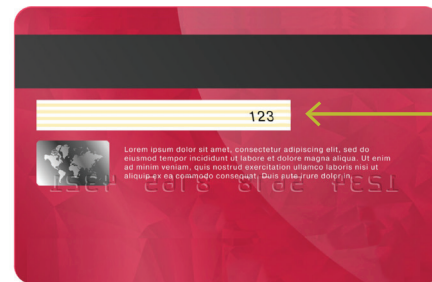 123
Lorem ipsum dolor sit amet, consectetur adipiscing elit, sed do
eiusmod tempor incididunt ut labore et dolore magna aliqua. Ut enim
ad minim veniam, quis nostrud exercitation ullamco laboris nisi ut
aliquip ex ea commodo consequat. Duis aute irure dolor in